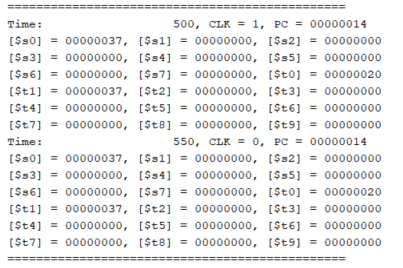 ==================================================
Time:                  500, CLK = 1, PC = 00000014
[$s0] = 00000037, [$s1] = 00000000, [$s2] = 00000000
[$s3] = 00000000, [$s4] = 00000000, [$s5] = 00000000
[$s6] = 00000000, [$s7] = 00000000, [$t0] = 00000020
[$t1] = 00000037, [$t2] = 00000000, [$t3] = 00000000
[$t4] = 00000000, [$t5] = 00000000, [$t6] = 00000000
[$t7] = 00000000, [$t8] = 00000000, [$t9] = 00000000
Time:                  550, CLK = 0, PC = 00000014
[$s0] = 00000037, [$s1] = 00000000, [$s2] = 00000000
[$s3] = 00000000, [$s4] = 00000000, [$s5] = 00000000
[$s6] = 00000000, [$s7] = 00000000, [$t0] = 00000020
[$t1] = 00000037, [$t2] = 00000000, [$t3] = 00000000
[$t4] = 00000000, [$t5] = 00000000, [$t6] = 00000000
[$t7] = 00000000, [$t8] = 00000000, [$t9] = 00000000
==================================================